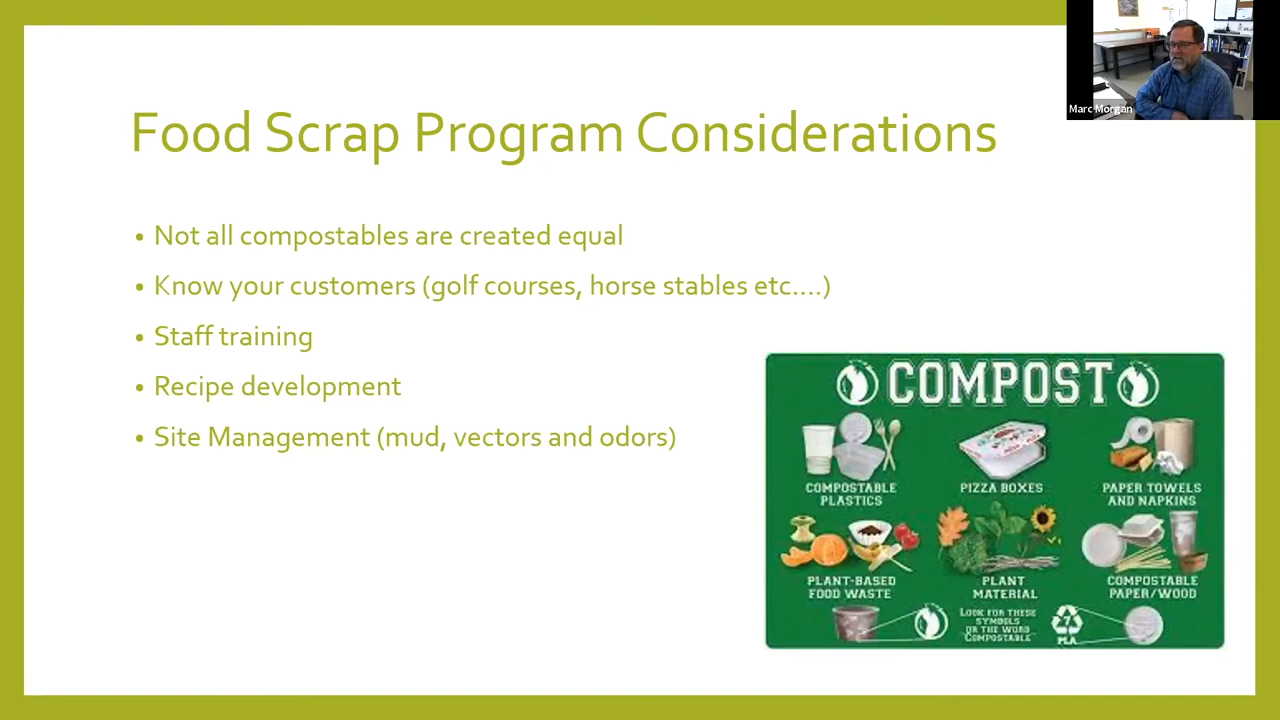 Marc Morgan
Food Scrap Program Considerations
• Not all compostables are created equal
• Know your customers (golf courses, horse stables etc....)
• Staff training
• Recipe development
• Site Management (mud, vectors and odors)
COMPOST
COMPOSTABLE
PLASTICS
PIZZA BOXES
PAPER TOWELS
AND NAPKINS
PLANT-BASED
FOOD WASTE
PLANT
MATERIAL
COMPOSTABLE
PAPER/WOOD
LOOK FOR THESE
SYMBOLS
OR THE WORD
"COMPOSTABLE"
7
PLA